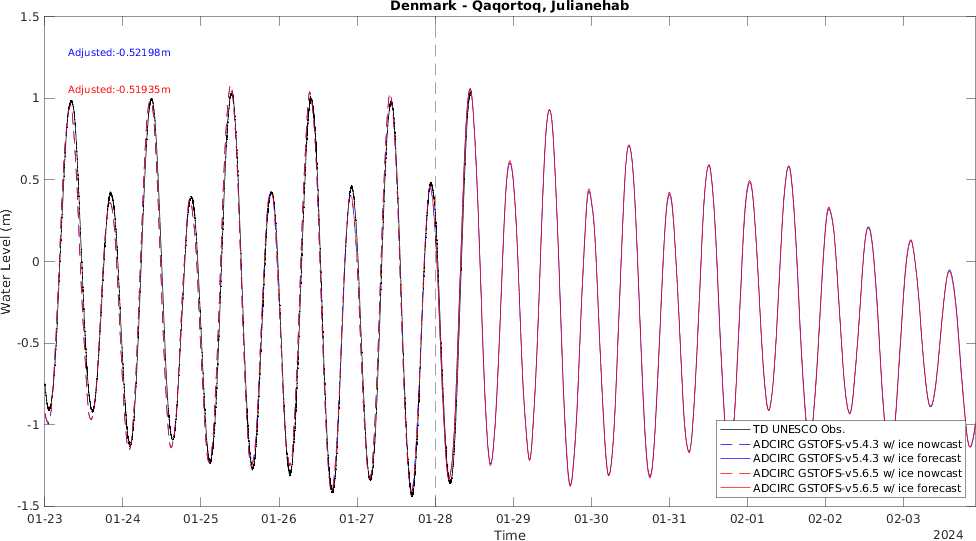 Denmark - Qaqortoq, Julianehab
1.5
1
0.5
0
-0.5
-1
-1.5
Water Level (m)
Adjusted:-0.52198m
Adjusted:-0.51935m
TD UNESCO Obs.
ADCIRC GSTOFS-v5.4.3 w/ ice nowcast
ADCIRC GSTOFS-v5.4.3 w/ ice forecast
ADCIRC GSTOFS-v5.6.5 w/ ice nowcast
ADCIRC GSTOFS-v5.6.5 w/ ice forecast
01-23 01-24 01-25 01-26 01-27 01-28 01-29 01-30 01-31 02-01 02-02 02-03
Time
2024